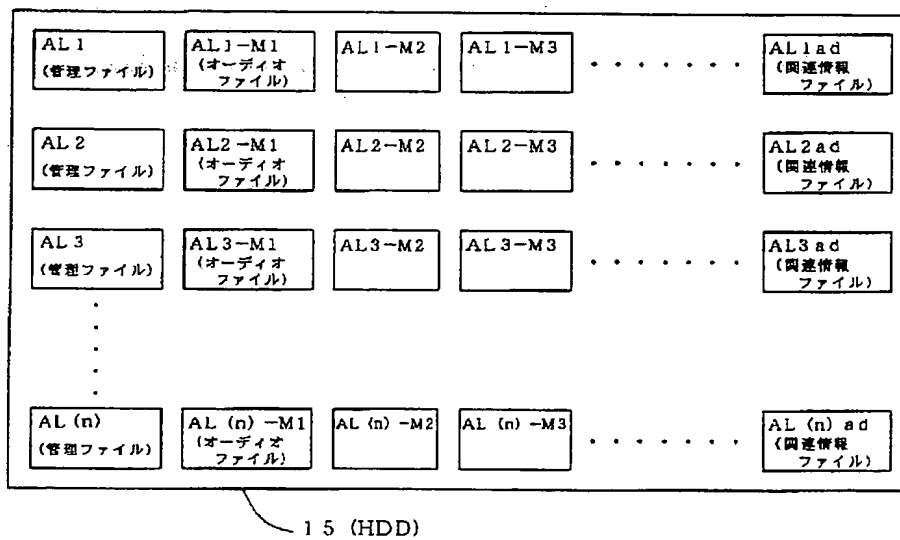 AL1 AL1-M1 AL1-M2 AL1-M3 ・・・・・・・ AL1ad
(管理ファイル) (オーディオ (関連情報
ファイル) ファイル)
AL2 AL2-M1 AL2-M2 AL2-M3 ・・・・・・・ AL2ad
(管理ファイル) (オーディオ (関連情報
ファイル) ファイル)
AL3 AL3-M1 AL3-M2 AL3-M3 ・・・・・・・ AL3ad
(管理ファイル) (オーディオ (関連情報
ファイル) ファイル)
AL(n) AL(n)-M1 AL(n)-M2 AL(n)-M3 ・・・・・・・ AL(n)ad
(管理ファイル) (オーディオ (関連情報
ファイル) ファイル)
15 (HDD)